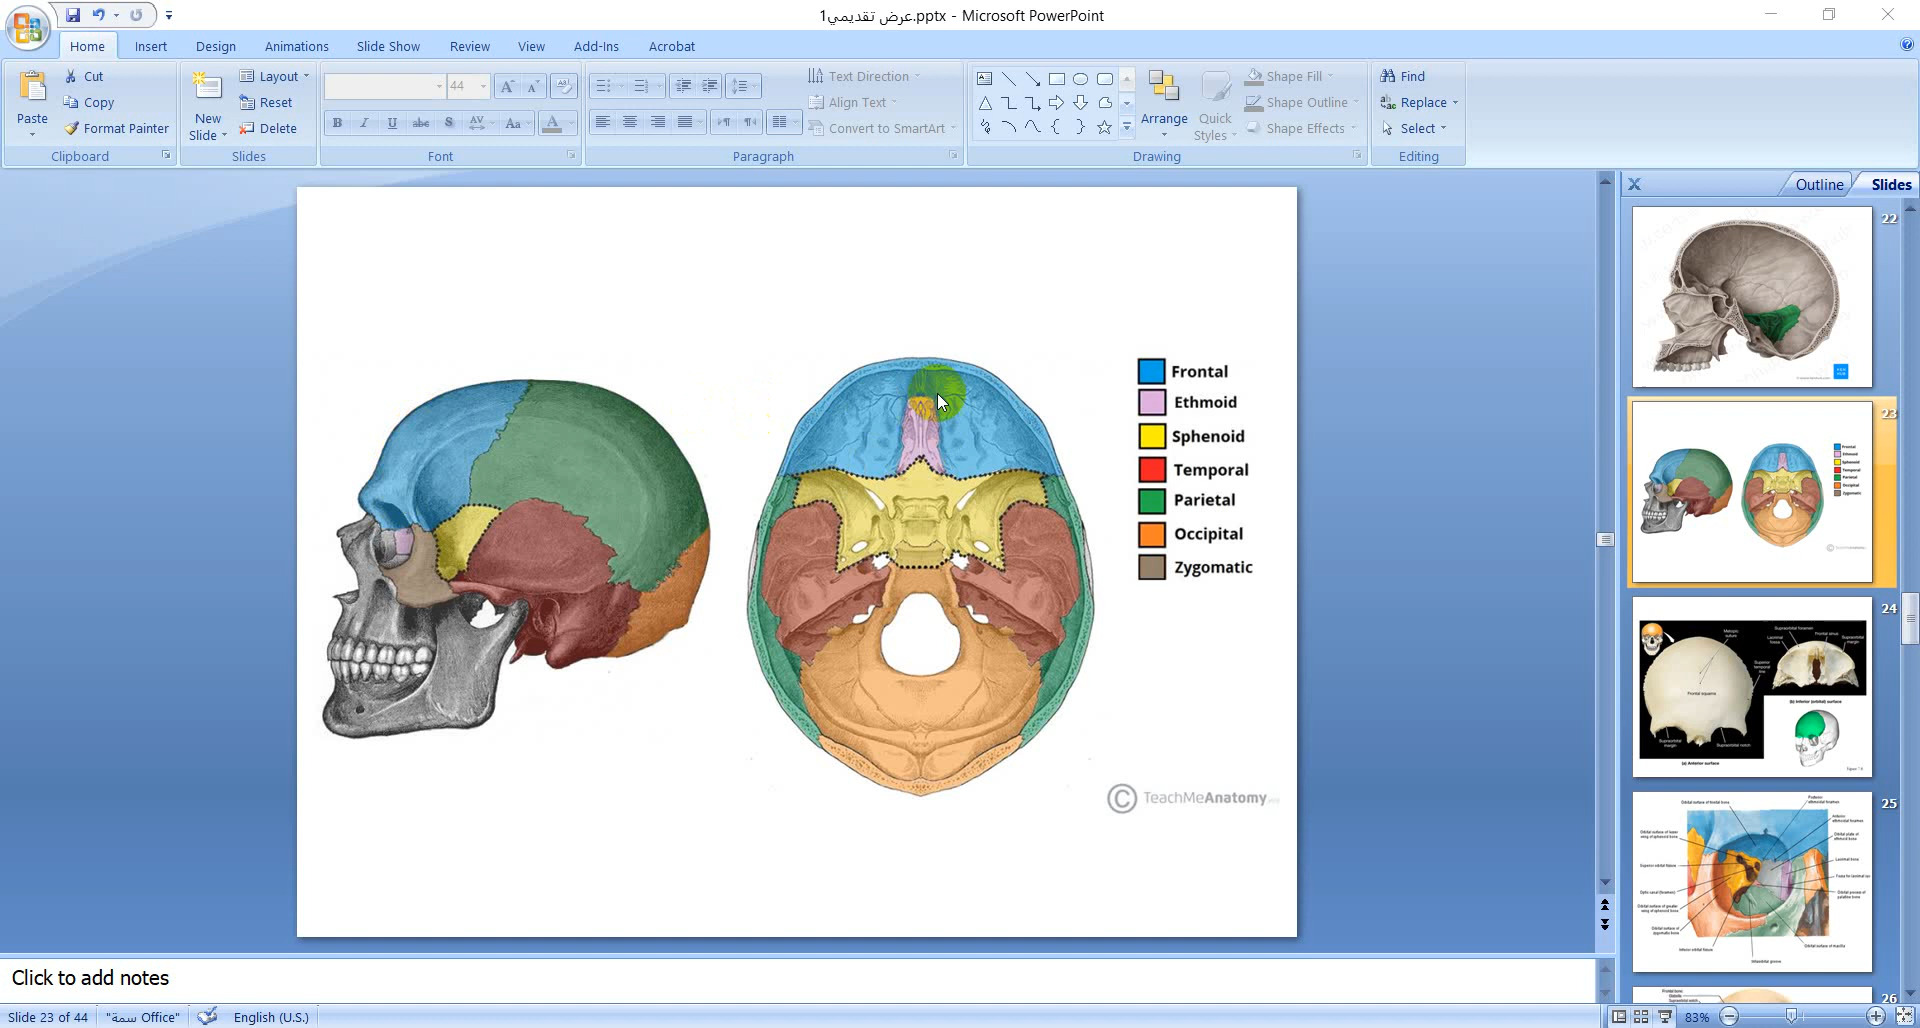 عرض تقديمي1.pptx - Microsoft PowerPoint
Home Insert Design Animations Slide Show Review View Add-Ins Acrobat
Paste
Cut
Copy
Format Painter
Clipboard
New Slide
Layout
Reset
Delete
Slides
44
Font
Text Direction
Align Text
Convert to SmartArt
Paragraph
Arrange
Quick Styles
Shape Fill
Shape Outline
Shape Effects
Drawing
Find
Replace
Select
Editing
Frontal
Ethmoid
Sphenoid
Temporal
Parietal
Occipital
Zygomatic
© TeachMeAnatomy
Outline Slides
22
23
24
25
26
Click to add notes
Slide 23 of 44
"سمة Office"
English (U.S.)
83%